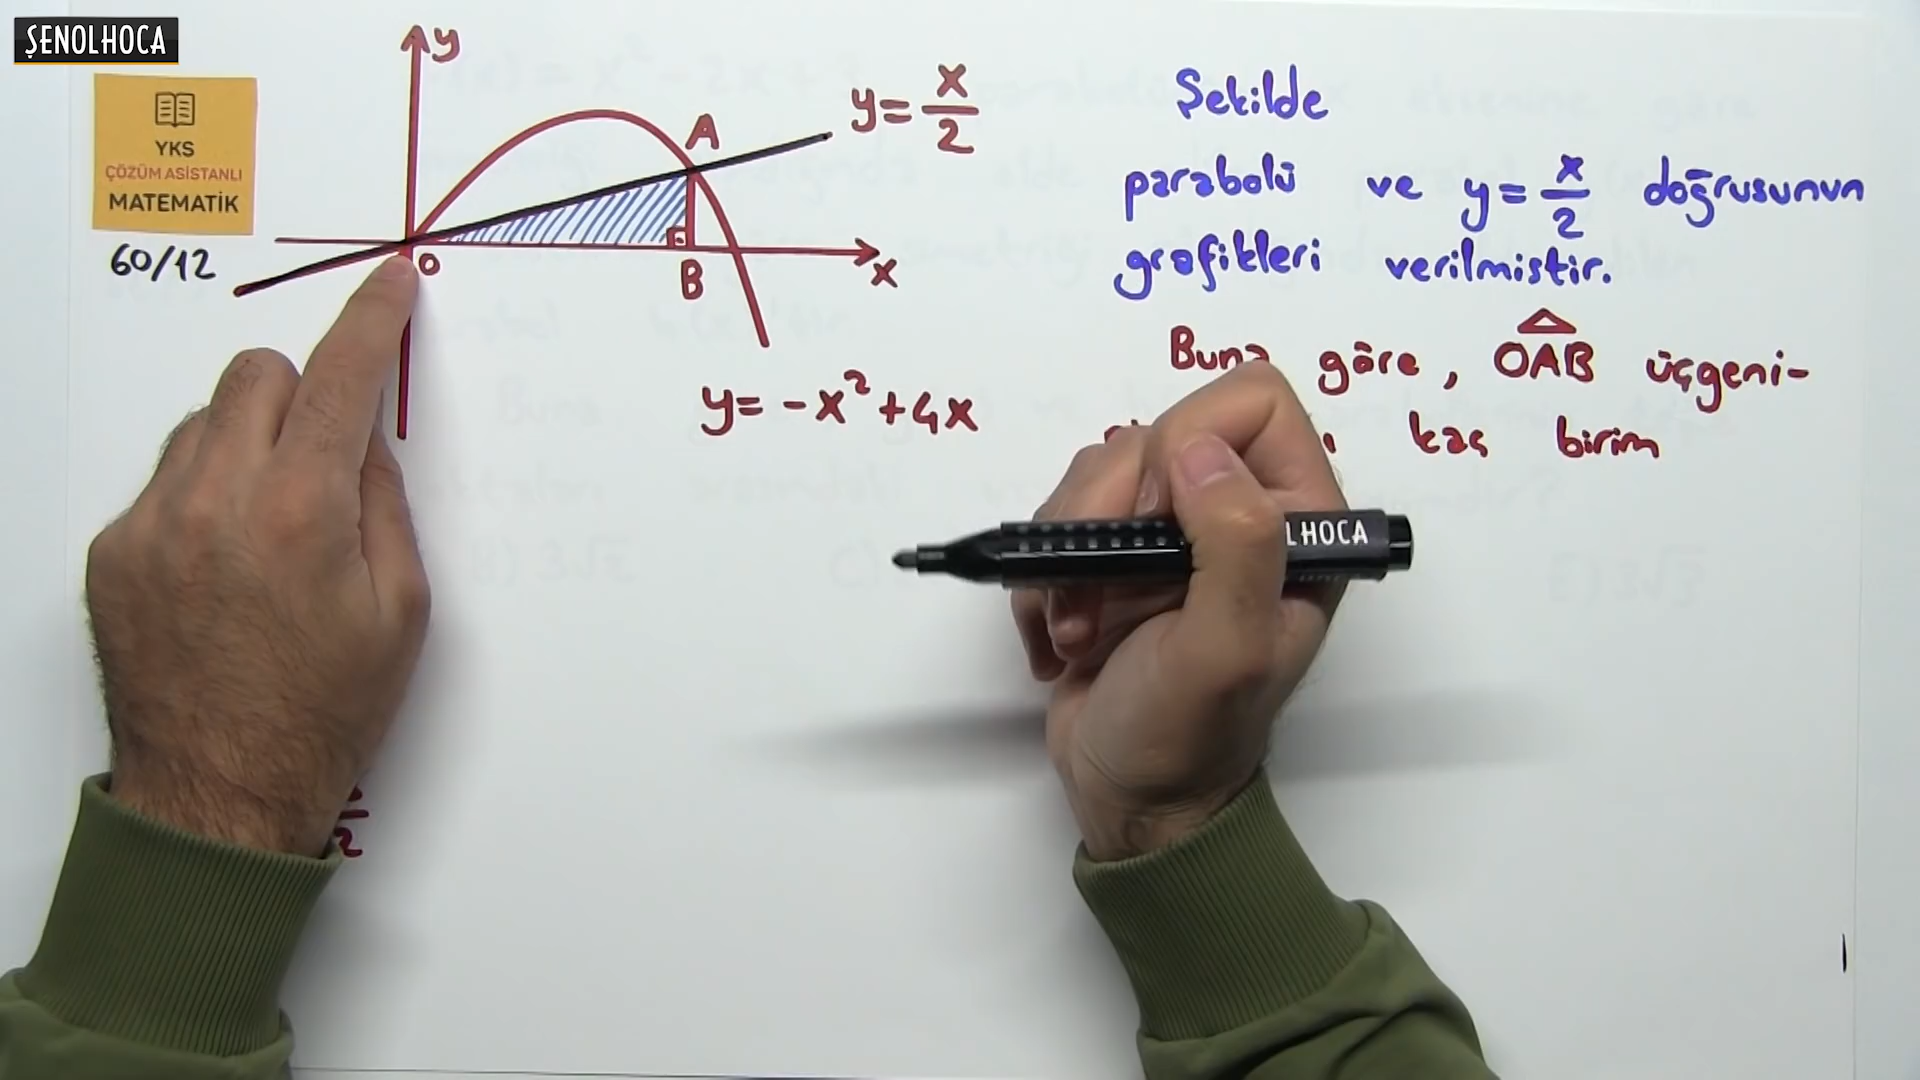 ŞENOLHOCA
YKS
ÇÖZÜM ASİSTANLI
MATEMATİK
60/12
y
y = x/2
A
O
B
x
y = -x² + 4x
Şekilde
parabolü ve y = x/2 doğrusunun
grafikleri verilmiştir.
Buna göre, OAB üçgeni-
kaç birim
LHOCA
2